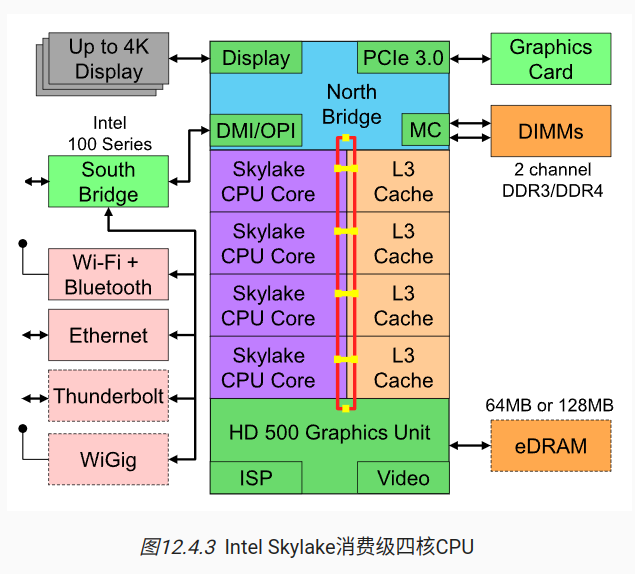 Up to 4K
Display
Display
PCIe 3.0
Graphics
Card
North
Bridge
Intel
100 Series
DMI/OPI
MC
DIMMs
2 channel
DDR3/DDR4
South
Bridge
Skylake
CPU Core
L3
Cache
Skylake
CPU Core
L3
Cache
Wi-Fi +
Bluetooth
Skylake
CPU Core
L3
Cache
Ethernet
Skylake
CPU Core
L3
Cache
Thunderbolt
64MB or 128MB
HD 500 Graphics Unit
eDRAM
WiGig
ISP
Video
图12.4.3 Intel Skylake消费级四核CPU